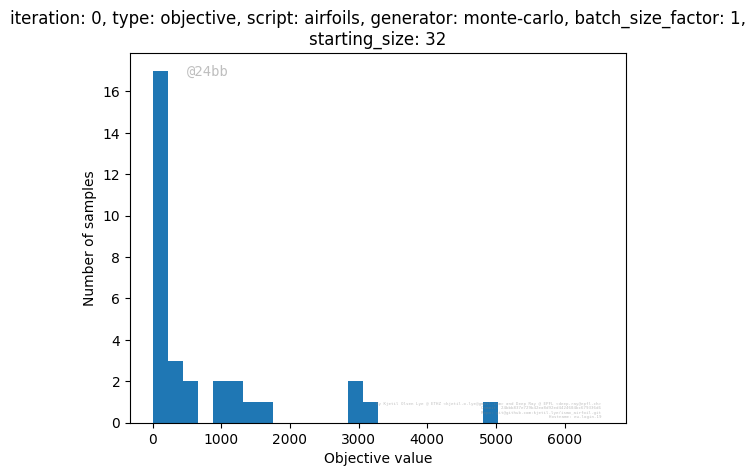 iteration: 0, type: objective, script: airfoils, generator: monte-carlo, batch_size_factor: 1,
starting_size: 32
@24bb
16
14
12
10
8
6
4
2
0
Number of samples
0 1000 2000 3000 4000 5000 6000
Objective value